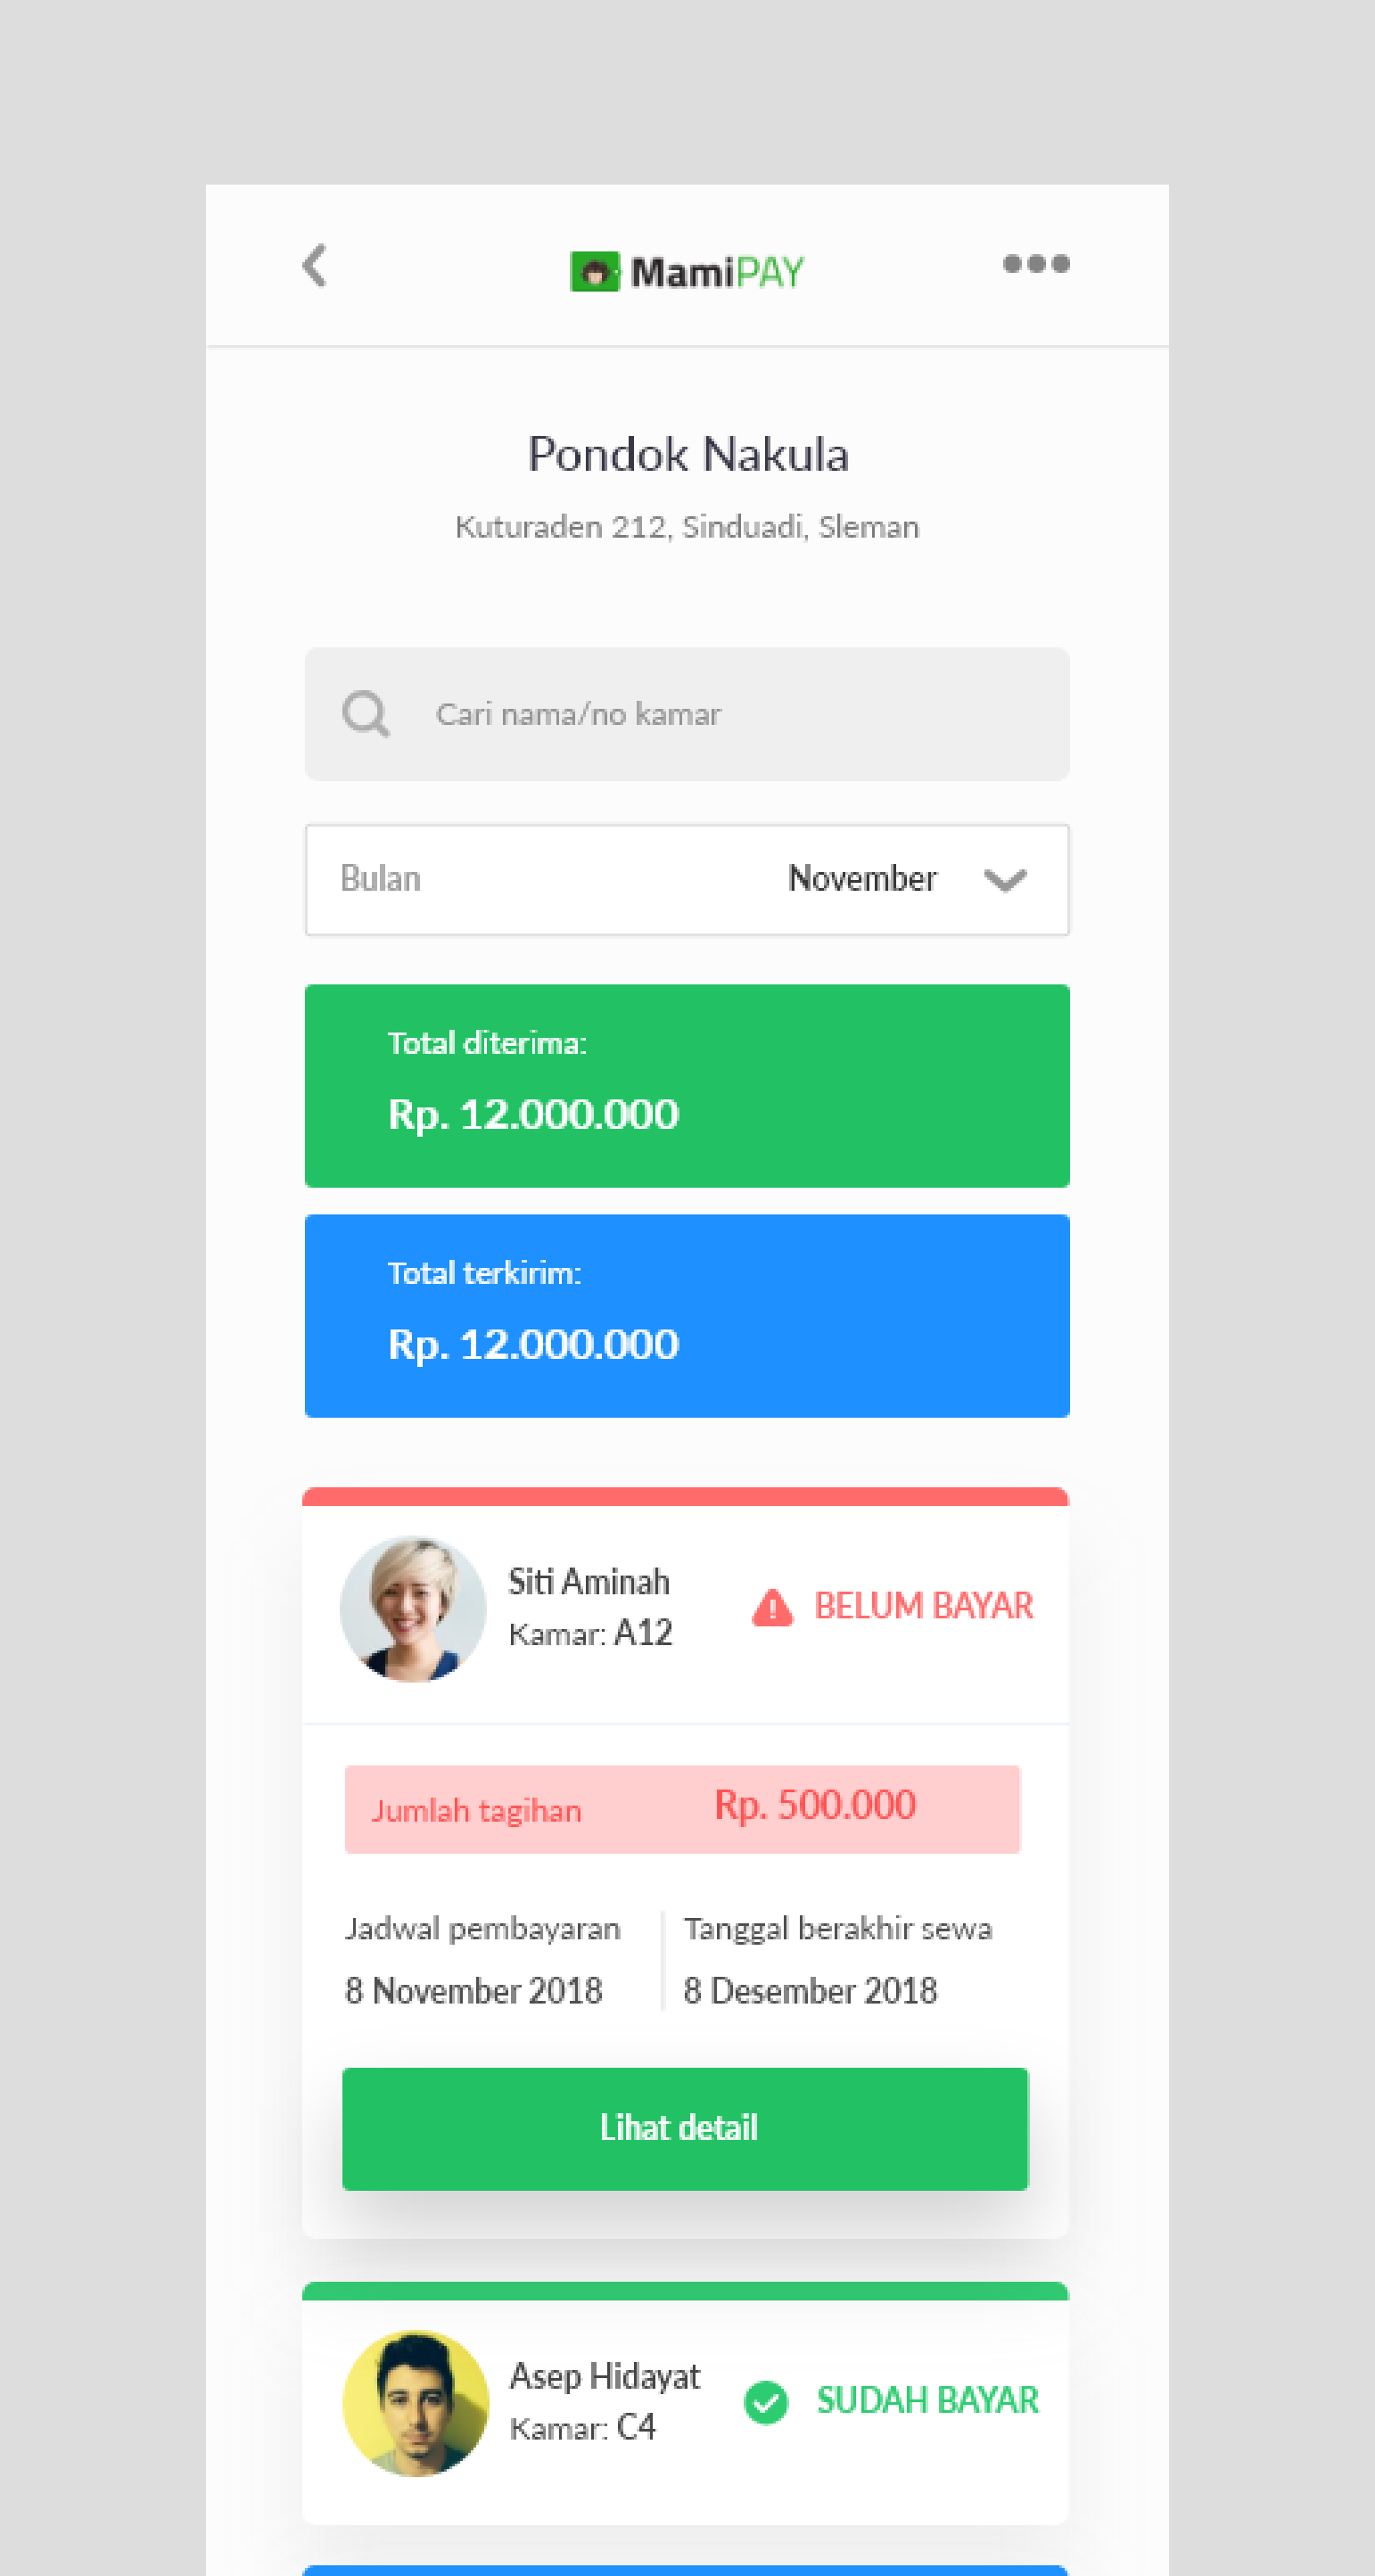 MamiPAY
Pondok Nakula
Kuturaden 212, Sinduadi, Sleman
Cari nama/no kamar
Bulan November
Total diterima:
Rp. 12.000.000
Total terkirim:
Rp. 12.000.000
Siti Aminah
Kamar: A12
BELUM BAYAR
Jumlah tagihan Rp. 500.000
Jadwal pembayaran
8 November 2018
Tanggal berakhir sewa
8 Desember 2018
Lihat detail
Asep Hidayat
Kamar: C4
SUDAH BAYAR